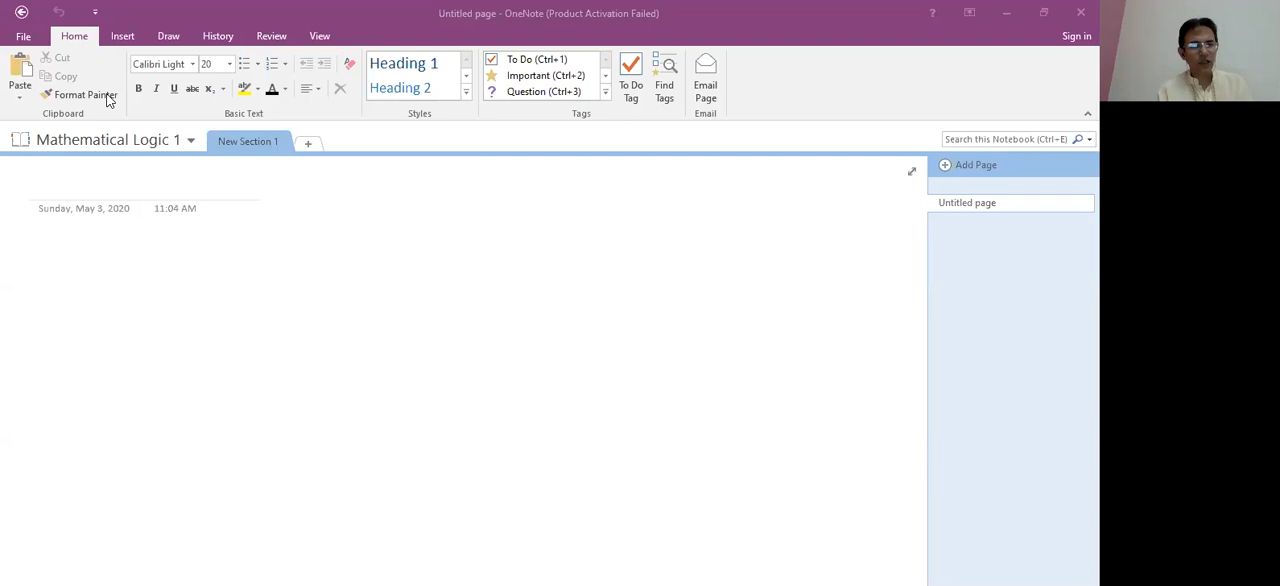 Untitled page - OneNote (Product Activation Failed)
?
File Home Insert Draw History Review View Sign in
Paste
Cut
Copy
Format Painter
Clipboard
Calibri Light 20
B I U abc x₂ A
Basic Text
Heading 1
Heading 2
Styles
To Do (Ctrl+1)
Important (Ctrl+2)
? Question (Ctrl+3)
Tags
To Do
Tag
Find
Tags
Email
Page
Email
Mathematical Logic 1 New Section 1 +
Search this Notebook (Ctrl+E)
Add Page
Untitled page
Sunday, May 3, 2020 11:04 AM